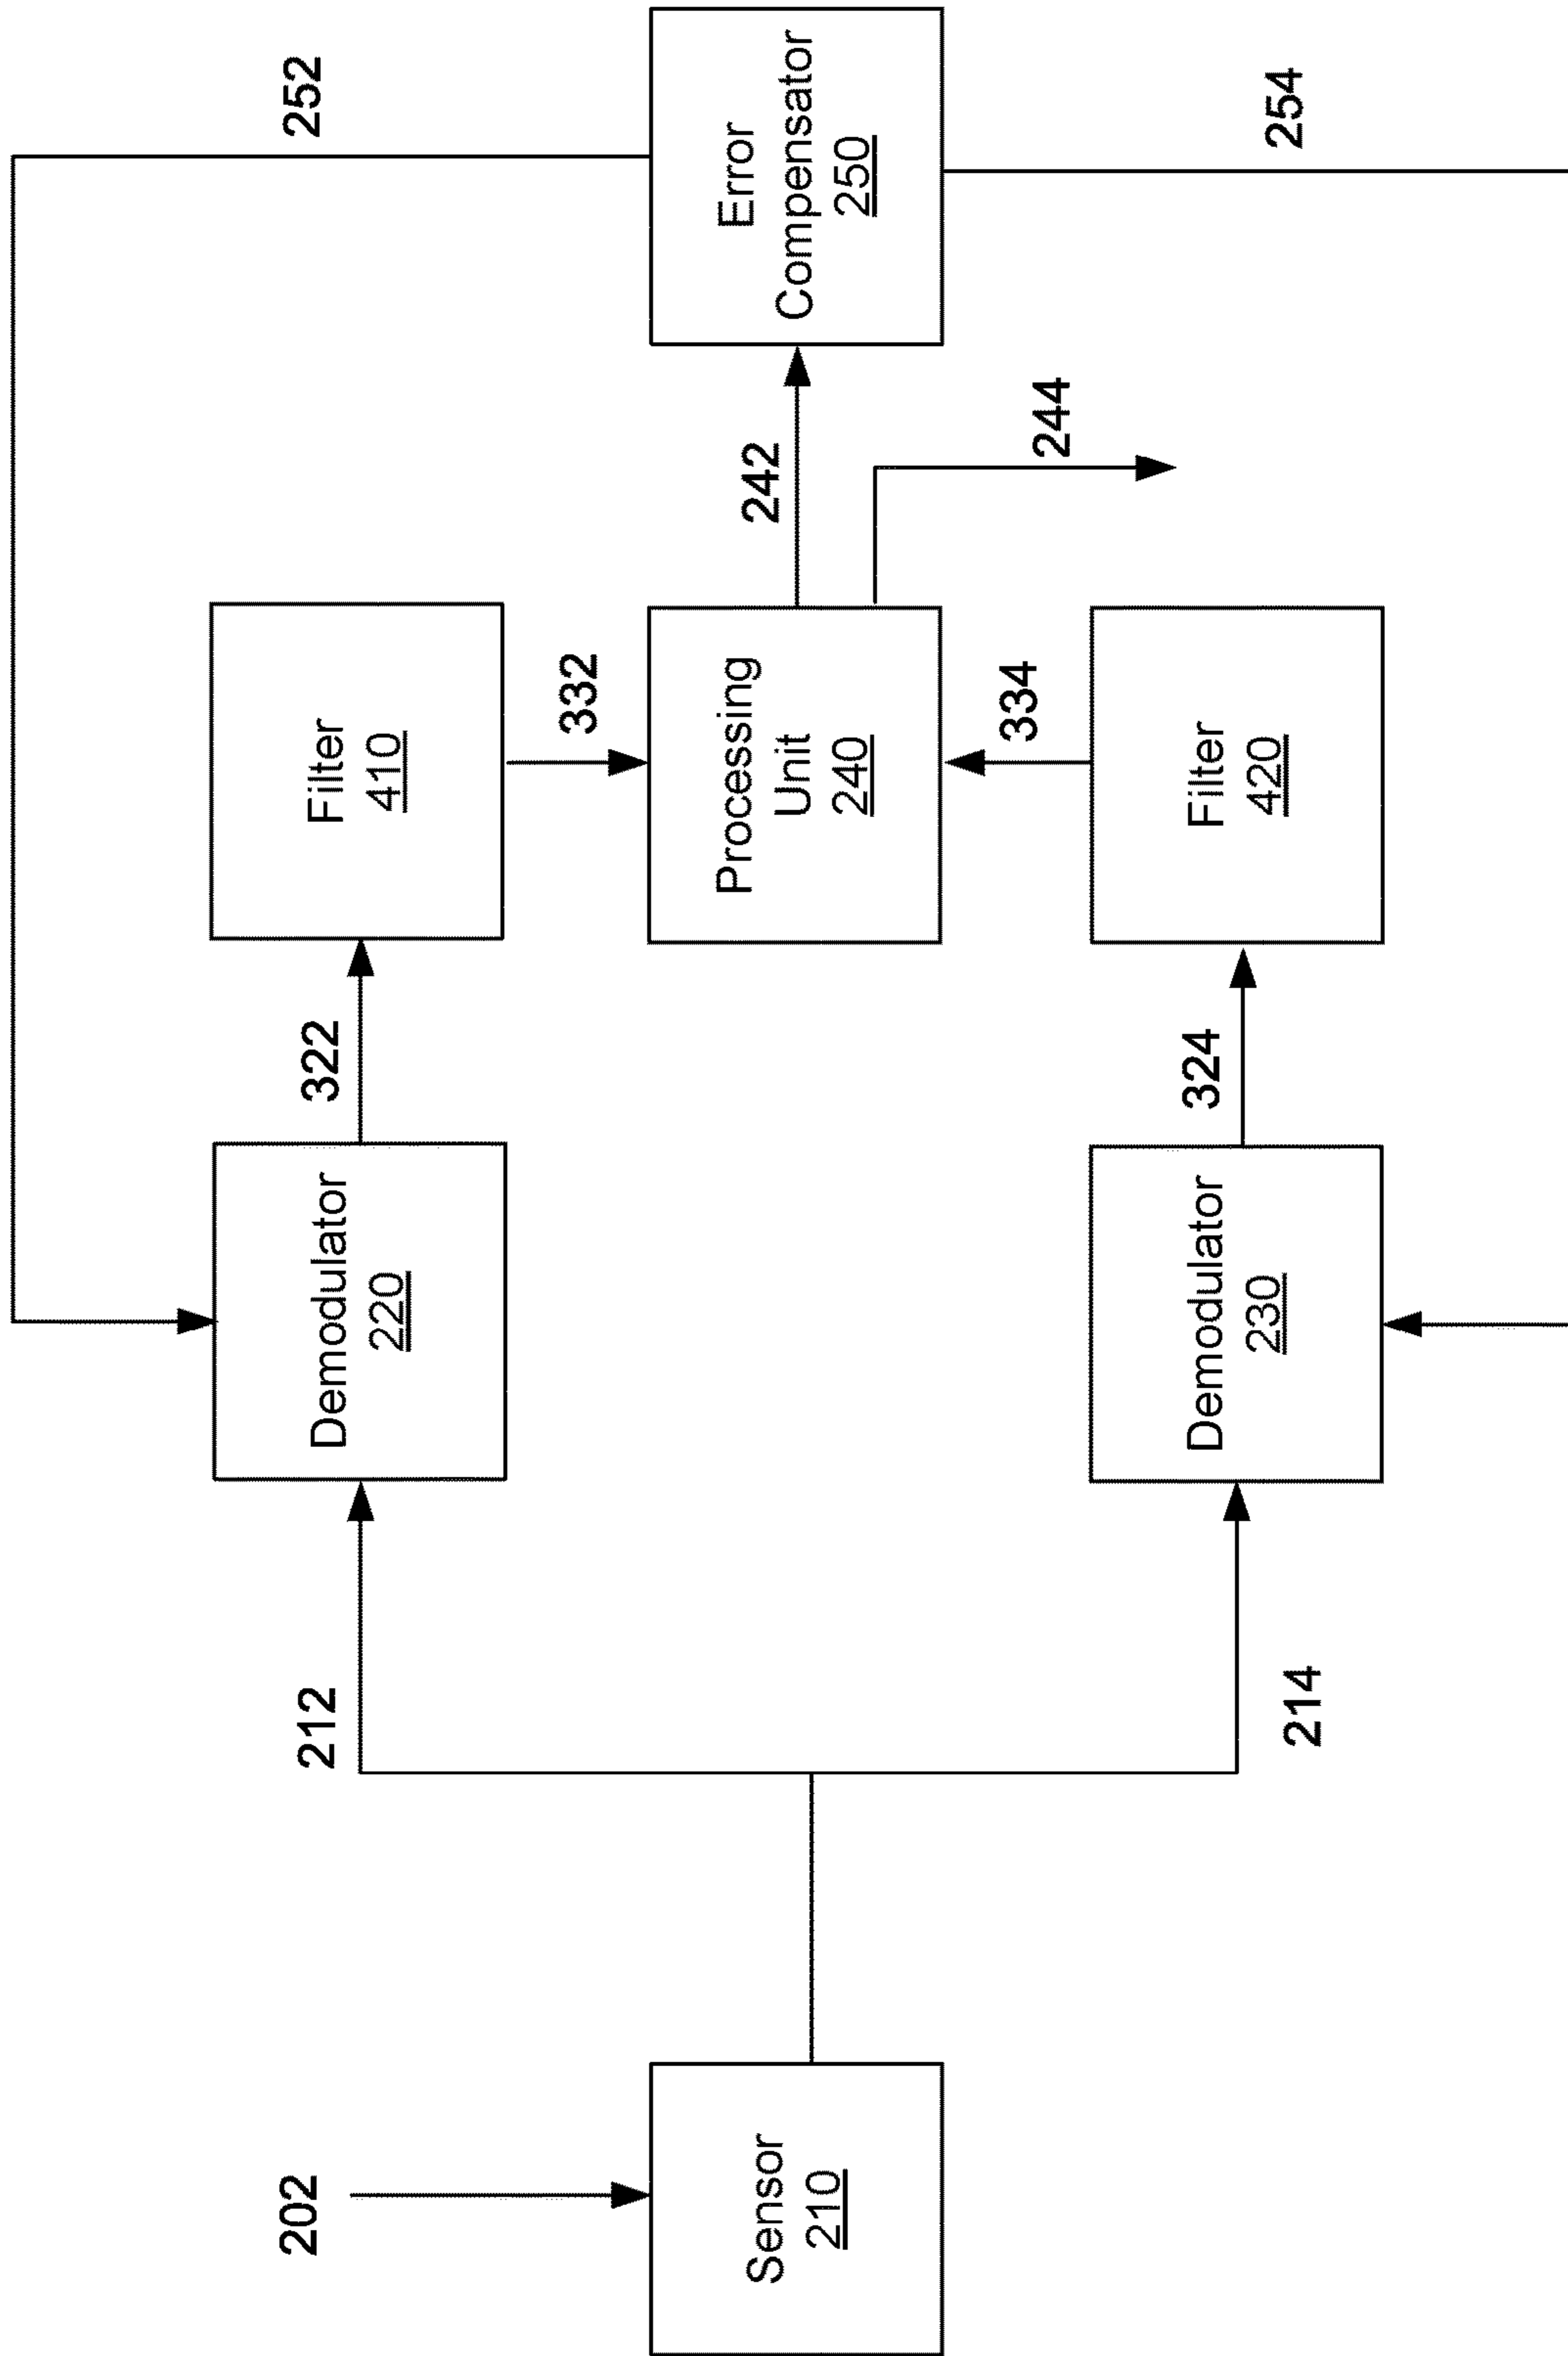 202
Sensor
210
212
214
Demodulator
220
Demodulator
230
322
324
Filter
410
332
Processing
Unit
240
334
Filter
420
242
244
252
Error
Compensator
250
254